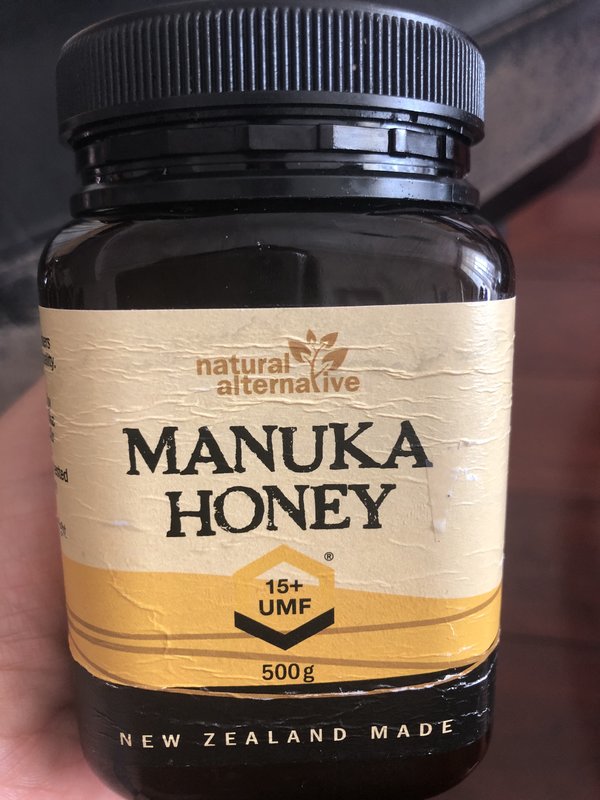 natural
alternative
MANUKA
HONEY
®
15+
UMF
500g
NEW ZEALAND MADE